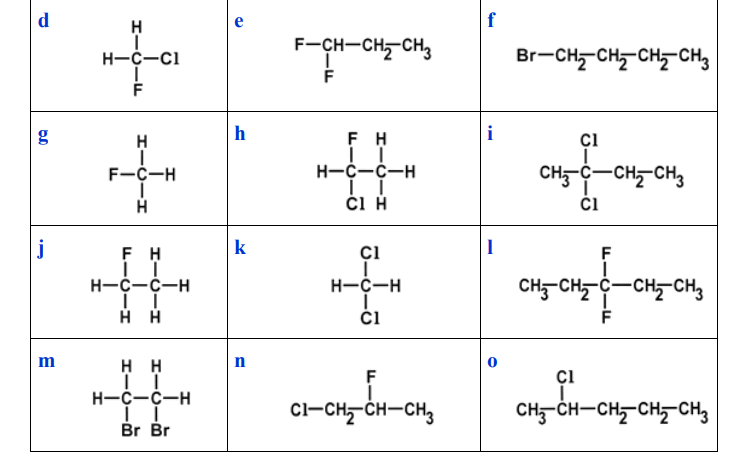 d
H
H–C–Cl
F
e
F–CH–CH₂–CH₃
F
f
Br–CH₂–CH₂–CH₂–CH₃
g
H
F–C–H
H
h
F H
H–C–C–H
Cl H
i
Cl
CH₃–C–CH₂–CH₃
Cl
j
F H
H–C–C–H
H H
k
Cl
H–C–H
Cl
l
F
CH₃–CH₂–C–CH₂–CH₃
F
m
H H
H–C–C–H
Br Br
n
F
Cl–CH₂–CH–CH₃
o
Cl
CH₃–CH–CH₂–CH₂–CH₃